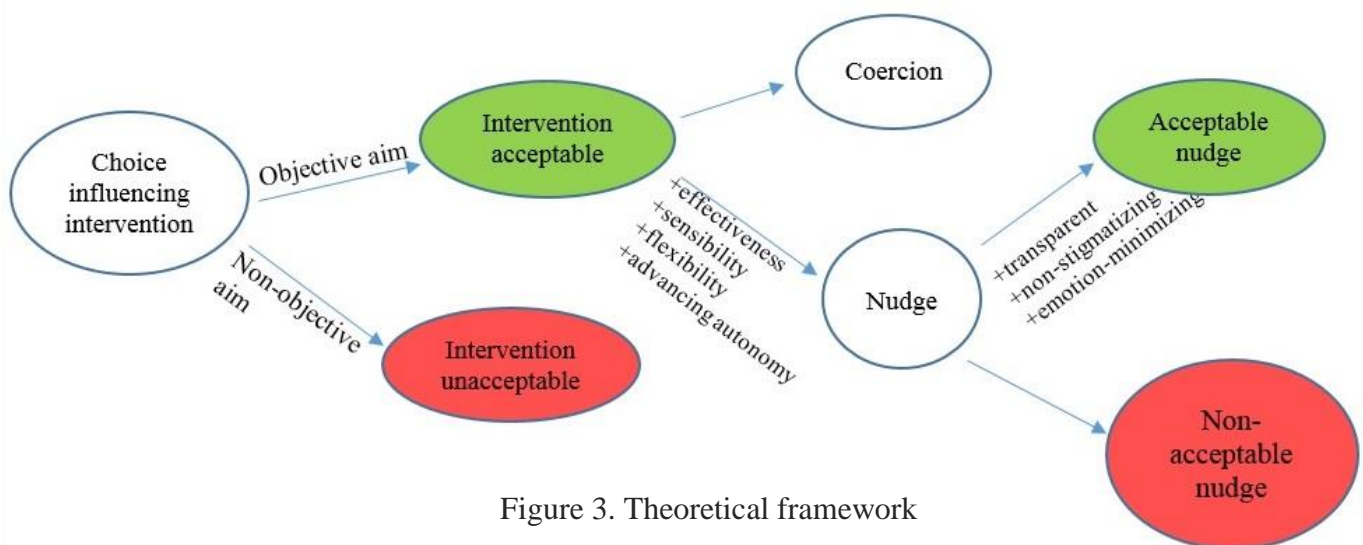 Choice
influencing
intervention
Objective aim
Non-objective
aim
Intervention
acceptable
Intervention
unacceptable
Coercion
+effectiveness
+sensibility
+flexibility
+advancing autonomy
Nudge
+transparent
+non-stigmatizing
+emotion-minimizing
Acceptable
nudge
Non-
acceptable
nudge
Figure 3. Theoretical framework